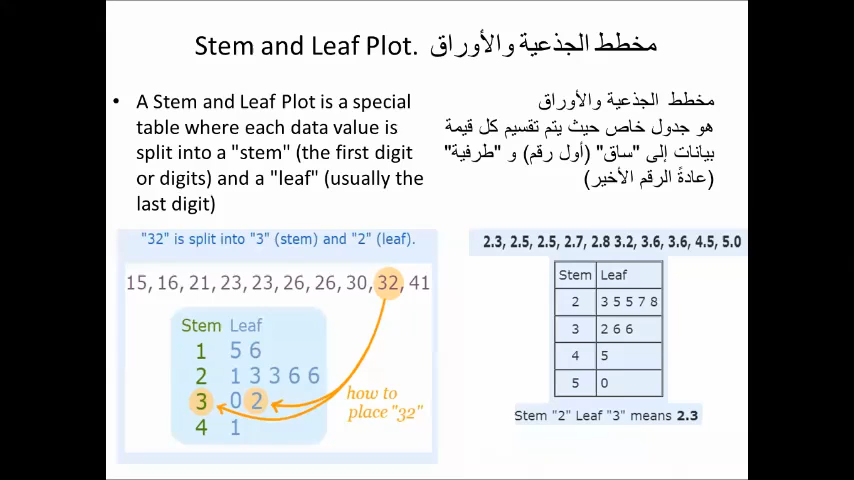 Stem and Leaf Plot. مخطط الجذعية والأوراق
• A Stem and Leaf Plot is a special
table where each data value is
split into a "stem" (the first digit
or digits) and a "leaf" (usually the
last digit)
مخطط الجذعية والأوراق
هو جدول خاص حيث يتم تقسيم كل قيمة
بيانات إلى "ساق" (أول رقم) و "طرفية"
(عادةً الرقم الأخير)
"32" is split into "3" (stem) and "2" (leaf).
15, 16, 21, 23, 23, 26, 26, 30, 32, 41
Stem Leaf
1 5 6
2 1 3 3 6 6
3 0 2
4 1
how to
place "32"
2.3, 2.5, 2.5, 2.7, 2.8 3.2, 3.6, 3.6, 4.5, 5.0
Stem Leaf
2 3 5 5 7 8
3 2 6 6
4 5
5 0
Stem "2" Leaf "3" means 2.3